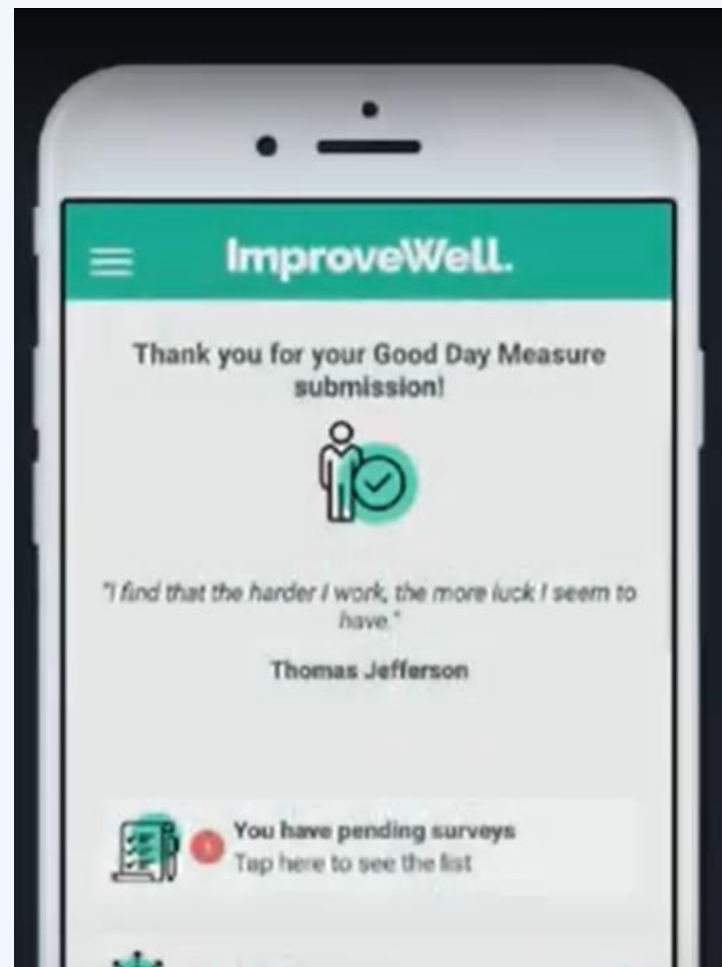 ImproveWell.
Thank you for your Good Day Measure
submission!
"I find that the harder I work, the more luck I seem to
have."
Thomas Jefferson
You have pending surveys
Tap here to see the list